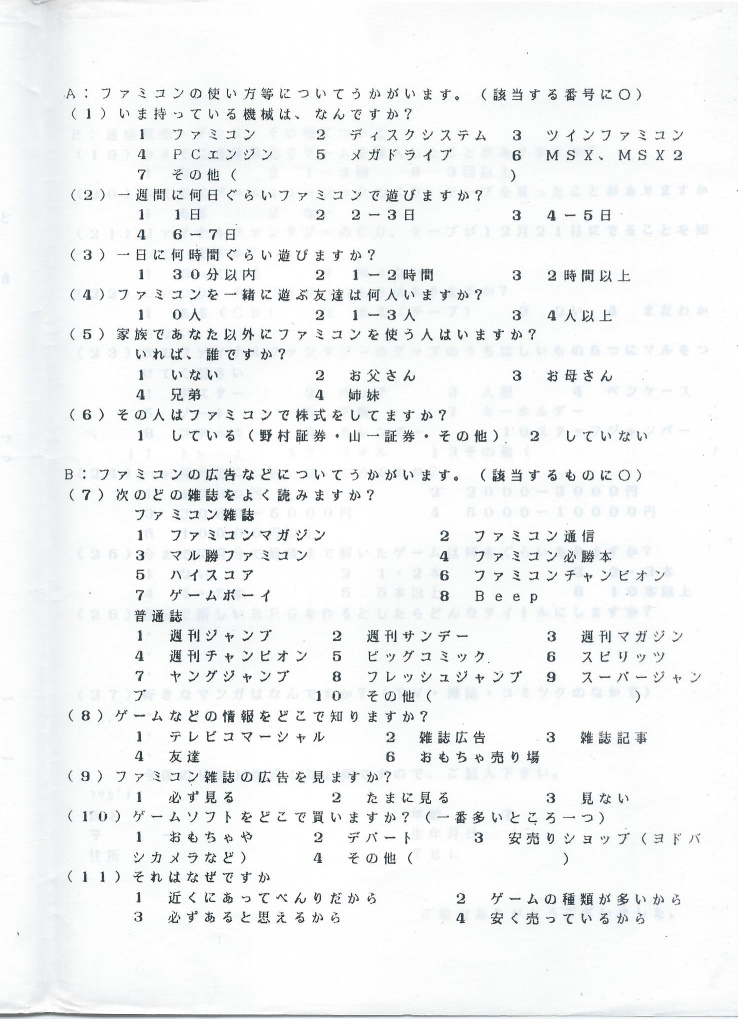 A：ファミコンの使い方等についてうかがいます。（該当する番号に○）
（１）いま持っている機械は、なんですか？
１　ファミコン　２　ディスクシステム　３　ツインファミコン
４　ＰＣエンジン　５　メガドライブ　６　ＭＳＸ、ＭＳＸ２
７　その他（　　　　）
（２）一週間に何日ぐらいファミコンで遊びますか？
１　１日　２　２－３日　３　４－５日
４　６－７日
（３）一日に何時間ぐらい遊びますか？
１　３０分以内　２　１－２時間　３　２時間以上
（４）ファミコンを一緒に遊ぶ友達は何人いますか？
１　０人　２　１－３人　３　４人以上
（５）家族であなた以外にファミコンを使う人はいますか？
いれば、誰ですか？
１　いない　２　お父さん　３　お母さん
４　兄弟　４　姉妹
（６）その人はファミコンで株式をしてますか？
１　している（野村証券・山一証券・その他）　２　していない
B：ファミコンの広告などについてうかがいます。（該当するものに○）
（７）次のどの雑誌をよく読みますか？
ファミコン雑誌
１　ファミコンマガジン　２　ファミコン通信
３　マル勝ファミコン　４　ファミコン必勝本
５　ハイスコア　６　ファミコンチャンピオン
７　ゲームボーイ　８　Ｂｅｅｐ
普通誌
１　週刊ジャンプ　２　週刊サンデー　３　週刊マガジン
４　週刊チャンピオン　５　ビッグコミック　６　スピリッツ
７　ヤングジャンプ　８　フレッシュジャンプ　９　スーパージャン
プ　１０　その他（　　　　）
（８）ゲームなどの情報をどこで知りますか？
１　テレビコマーシャル　２　雑誌広告　３　雑誌記事
４　友達　６　おもちゃ売り場
（９）ファミコン雑誌の広告を見ますか？
１　必ず見る　２　たまに見る　３　見ない
（１０）ゲームソフトをどこで買いますか？（一番多いところ一つ）
１　おもちゃや　２　デパート　３　安売りショップ（ヨドバ
シカメラなど）　４　その他（　　　　）
（１１）それはなぜですか
１　近くにあってべんりだから　２　ゲームの種類が多いから
３　必ずあると思えるから　４　安く売っているから